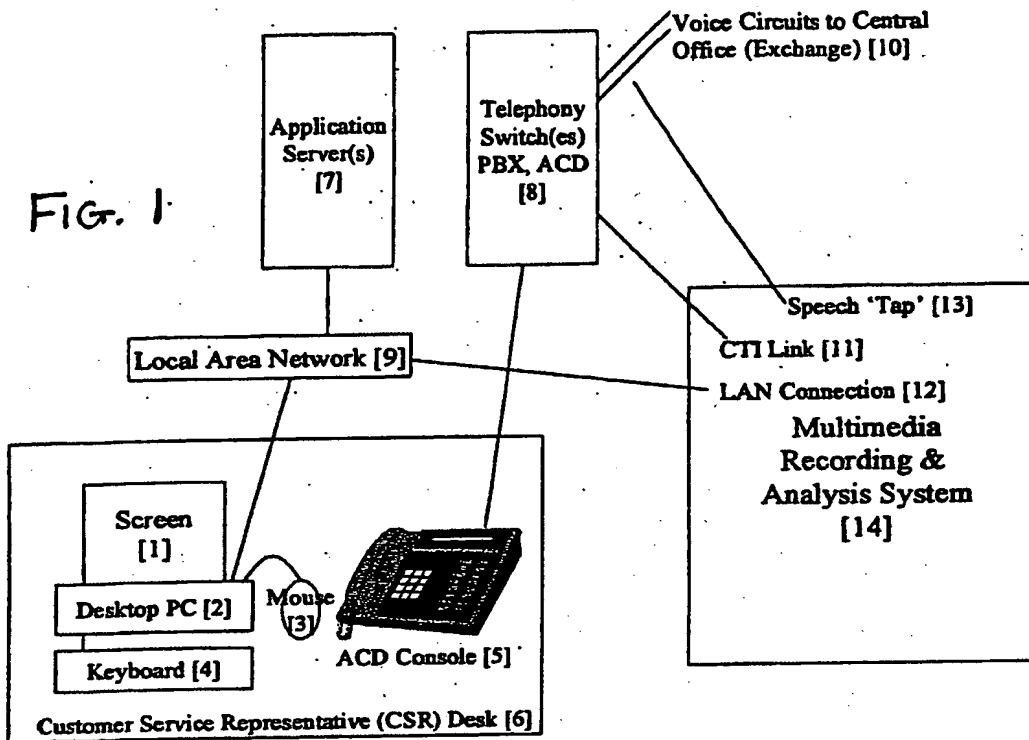 Voice Circuits to Central
Office (Exchange) [10]
Application
Server(s)
[7]
Telephony
Switch(es)
PBX, ACD
[8]
FIG. 1
Speech ‘Tap’ [13]
CTI Link [11]
Local Area Network [9]
LAN Connection [12]
Multimedia
Recording &
Analysis System
[14]
Screen
[1]
Desktop PC [2]
Mouse
[3]
Keyboard [4]
ACD Console [5]
Customer Service Representative (CSR) Desk [6]